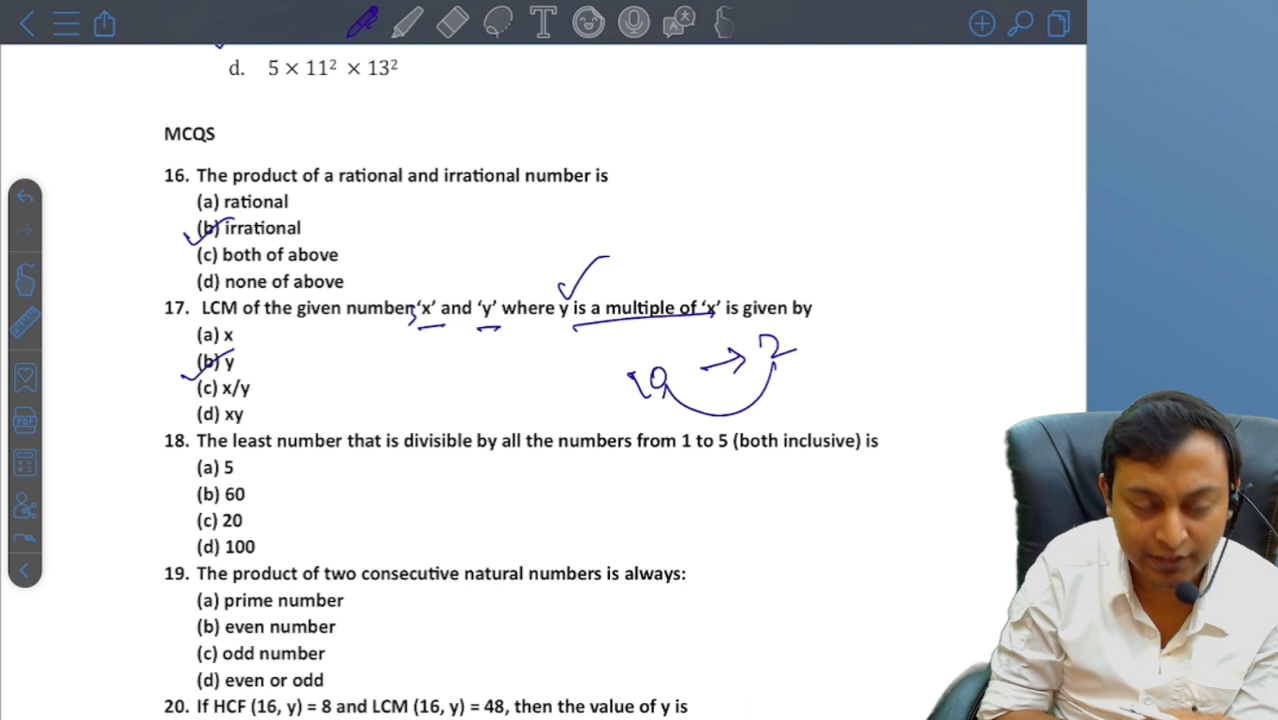 d. 5 × 11² × 13²
MCQS
16. The product of a rational and irrational number is
(a) rational
(b) irrational
(c) both of above
(d) none of above
17. LCM of the given number 'x' and 'y' where y is a multiple of 'x' is given by
(a) x
(b) y
(c) x/y
(d) xy
10 → 2
18. The least number that is divisible by all the numbers from 1 to 5 (both inclusive) is
(a) 5
(b) 60
(c) 20
(d) 100
19. The product of two consecutive natural numbers is always:
(a) prime number
(b) even number
(c) odd number
(d) even or odd
20. If HCF (16, y) = 8 and LCM (16, y) = 48, then the value of y is